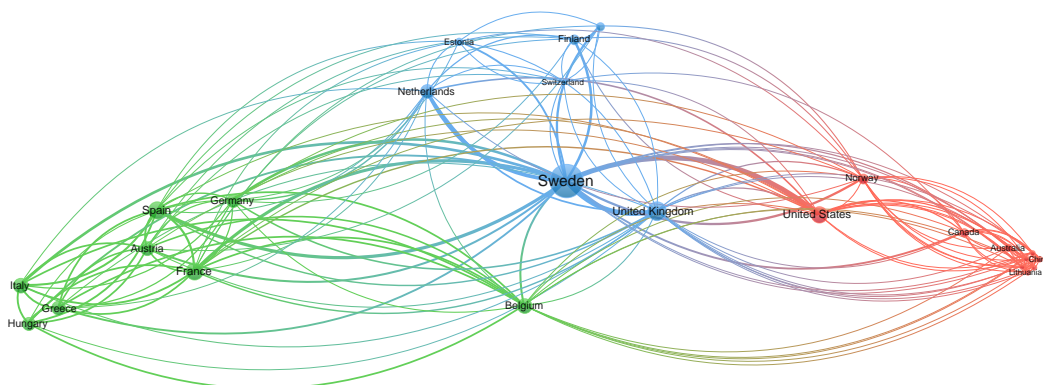 Estonia
Finland
Switzerland
Netherlands
Sweden
Norway
Germany
Spain
United Kingdom
United States
Canada
Austria
Australia
France
Lithuania
Italy
Greece
Belgium
Hungary